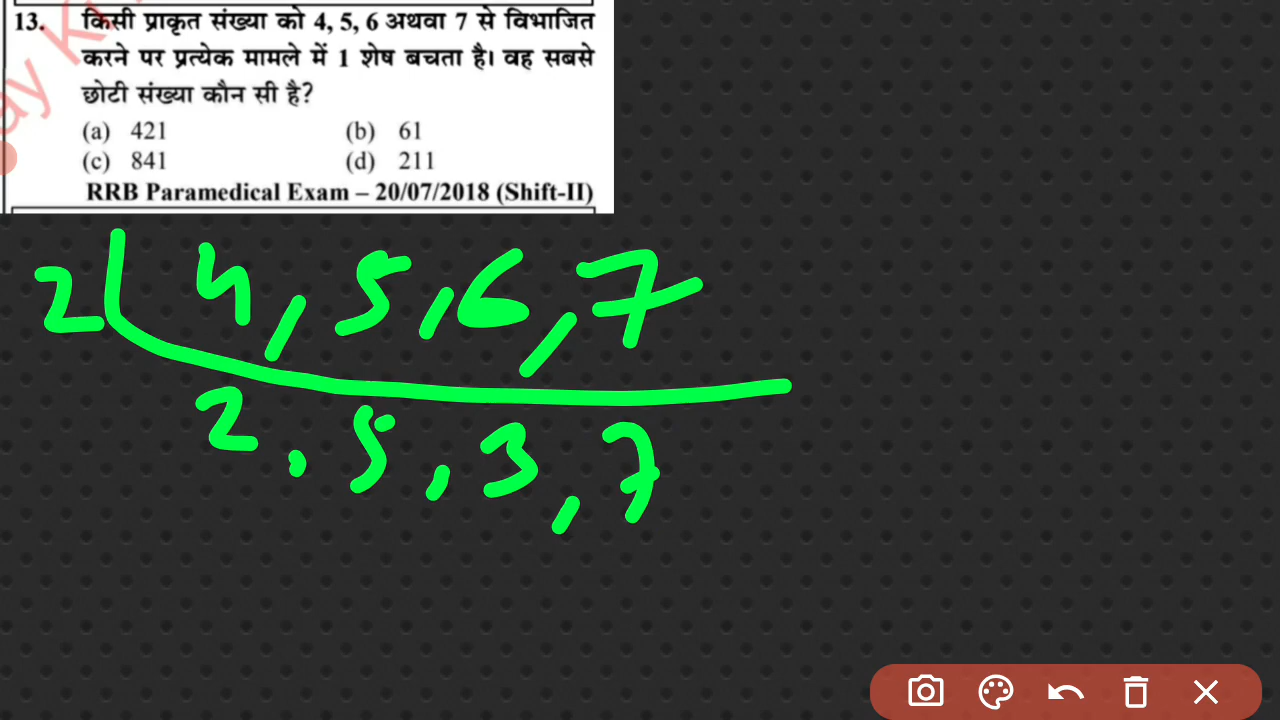 13. किसी प्राकृत संख्या को 4, 5, 6 अथवा 7 से विभाजित
करने पर प्रत्येक मामले में 1 शेष बचता है। वह सबसे
छोटी संख्या कौन सी है?
(a) 421 (b) 61
(c) 841 (d) 211
RRB Paramedical Exam – 20/07/2018 (Shift-II)
2 4, 5, 6, 7
2, 5, 3, 7